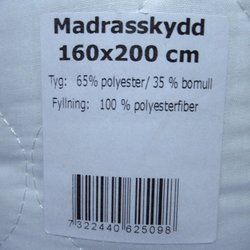 Madrasskydd
160x200 cm
Tyg: 65% polyester/ 35 % bomull
Fyllning: 100 % polyesterfiber
7322440625098